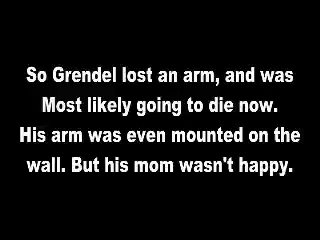 So Grendel lost an arm, and was
Most likely going to die now.
His arm was even mounted on the
wall. But his mom wasn't happy.